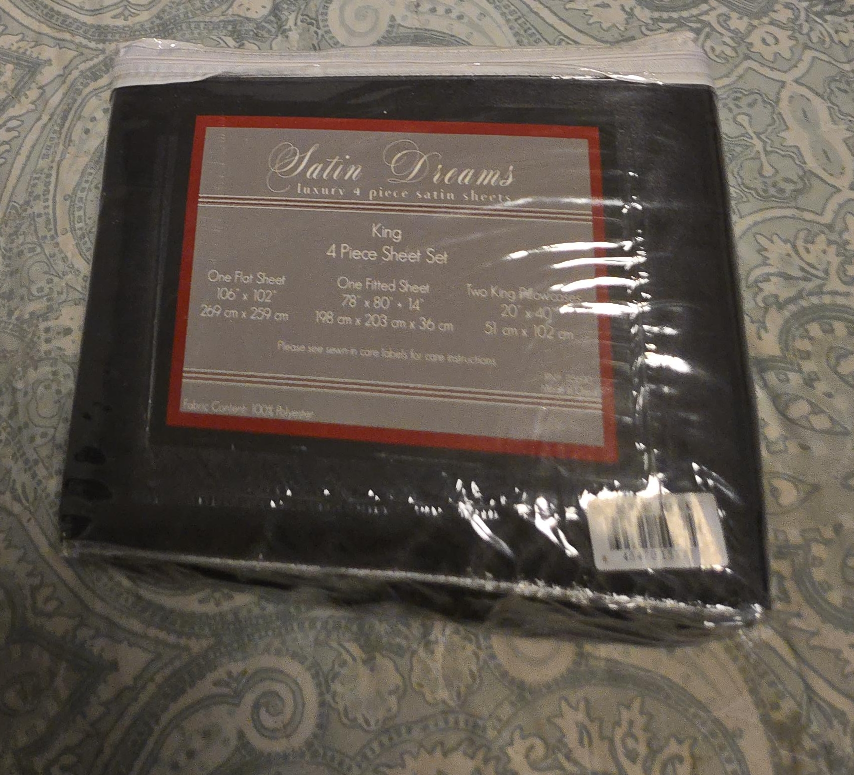 Satin Dreams
luxury 4 piece satin sheets
King
4 Piece Sheet Set
One Flat Sheet
106" x 102"
269 cm x 259 cm
One Fitted Sheet
78" x 80" + 14"
198 cm x 203 cm x 36 cm
Two King Pillowcases
20" x 40"
51 cm x 102 cm
Please see sewn-in care labels for care instructions
Fabric Content: 100% Polyester